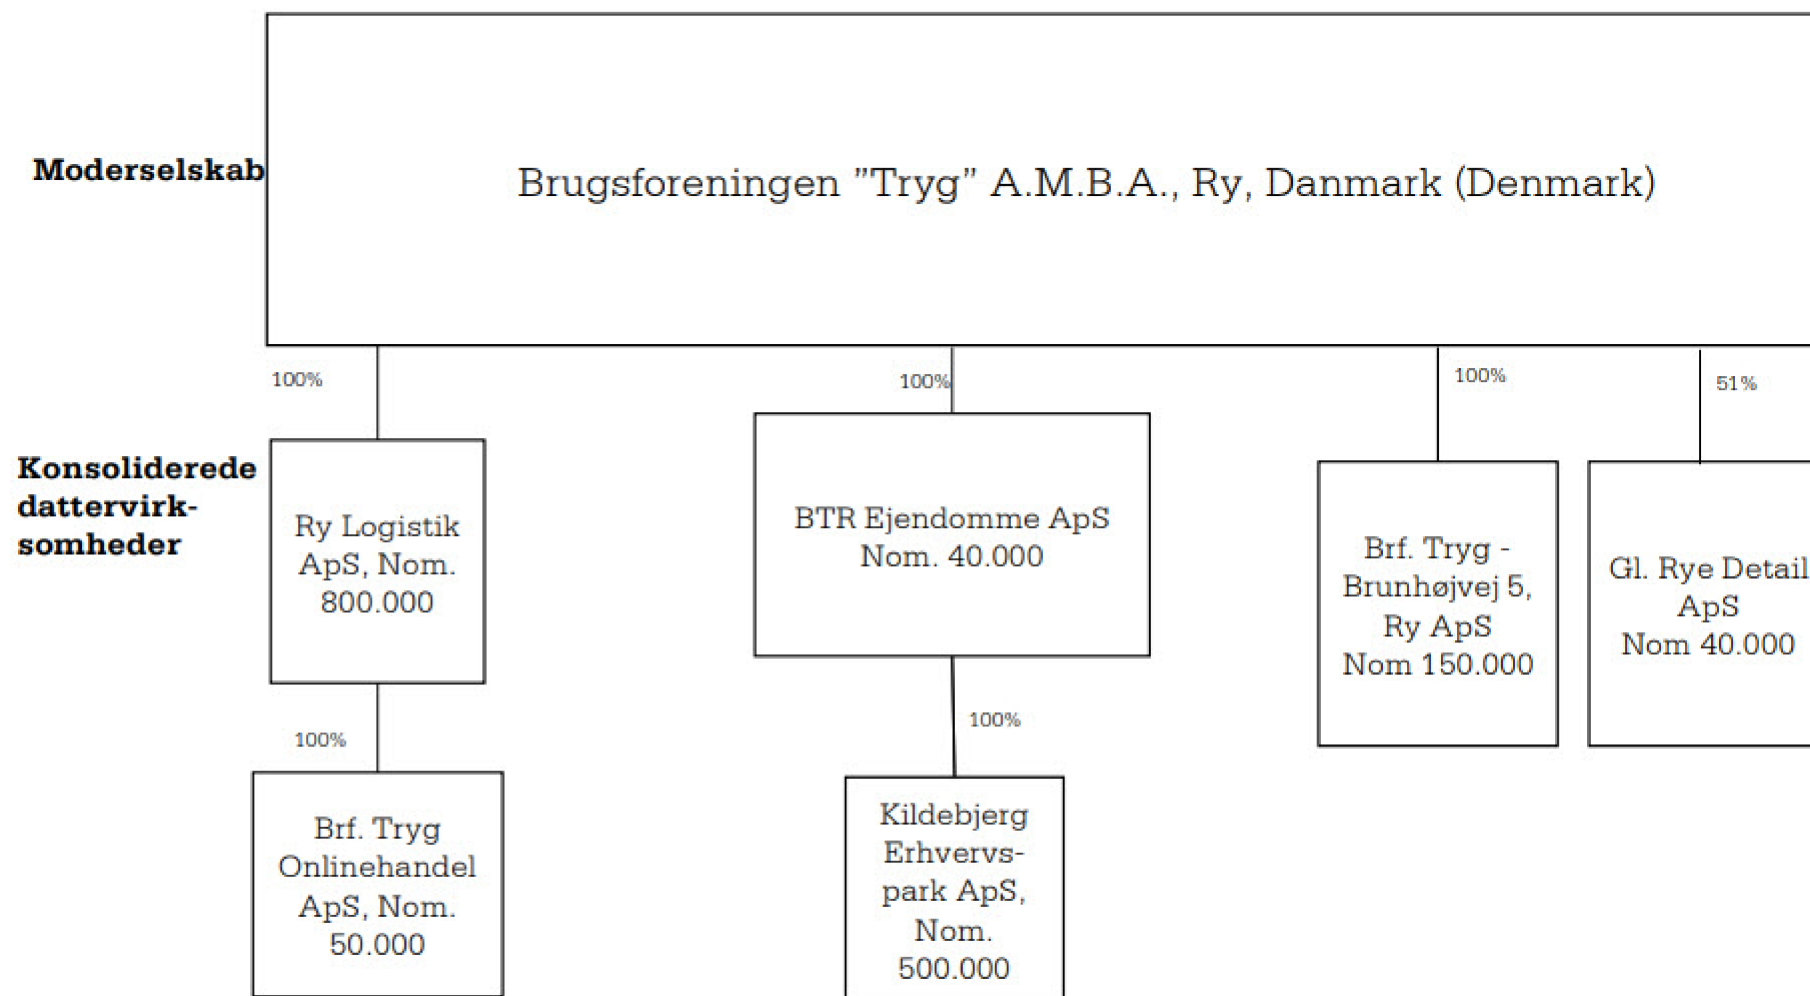 Moderselskab
Brugsforeningen "Tryg" A.M.B.A., Ry, Danmark (Denmark)
100%
100%
100%
51%
Konsoliderede
dattervirk-
somheder
Ry Logistik
ApS, Nom.
800.000
BTR Ejendomme ApS
Nom. 40.000
Brf. Tryg -
Brunhøjvej 5,
Ry ApS
Nom 150.000
Gl. Rye Detail
ApS
Nom 40.000
100%
100%
Brf. Tryg
Onlinehandel
ApS, Nom.
50.000
Kildebjerg
Erhvervs-
park ApS,
Nom.
500.000